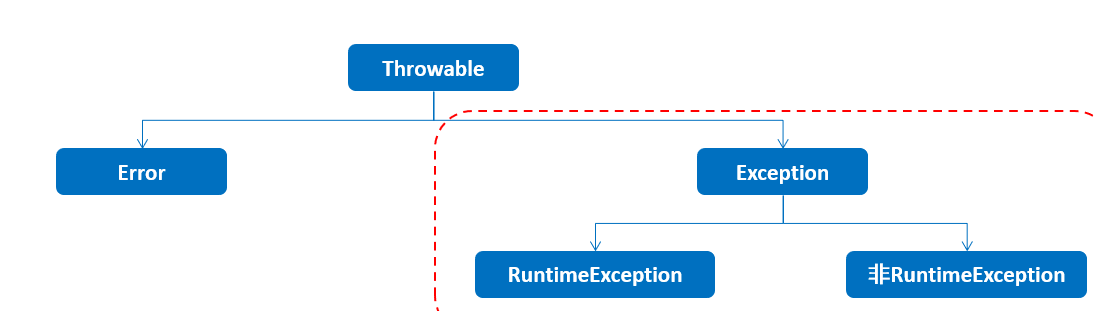 Throwable
Error
Exception
RuntimeException
非RuntimeException